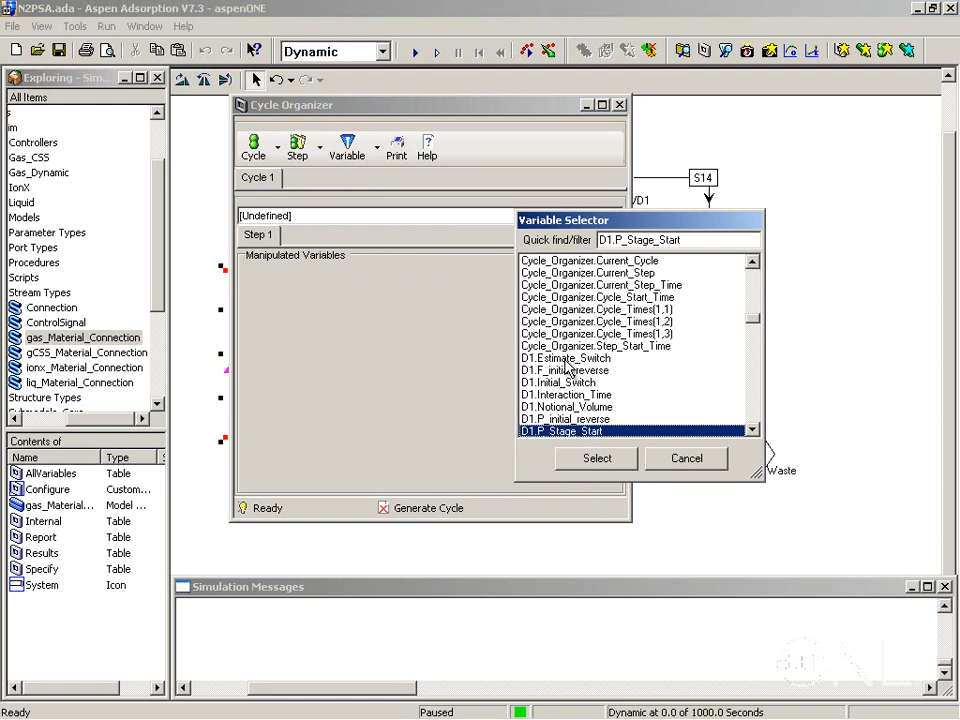 N2PSA.ada - Aspen Adsorption V7.3 - aspenONE
File View Tools Run Window Help
Dynamic
Exploring - Sim...
All Items
s
im
Controllers
Gas_CSS
Gas_Dynamic
IonX
Liquid
Models
Parameter Types
Port Types
Procedures
Scripts
Stream Types
Connection
ControlSignal
gas_Material_Connection
gCSS_Material_Connection
ionx_Material_Connection
liq_Material_Connection
Structure Types
Contents of
Name Type
AllVariables Table
Configure Custom...
gas_Material... Model ...
Internal Table
Report Table
Results Table
Specify Table
System Icon
Cycle Organizer
Cycle Step Variable Print Help
Cycle 1
[Undefined]
Step 1
Manipulated Variables
Ready Generate Cycle
S14
/D1
Waste
Variable Selector
Quick find/filter D1.P_Stage_Start
Cycle_Organizer.Current_Cycle
Cycle_Organizer.Current_Step
Cycle_Organizer.Current_Step_Time
Cycle_Organizer.Cycle_Start_Time
Cycle_Organizer.Cycle_Times(1,1)
Cycle_Organizer.Cycle_Times(1,2)
Cycle_Organizer.Cycle_Times(1,3)
Cycle_Organizer.Step_Start_Time
D1.Estimate_Switch
D1.F_initial_reverse
D1.Initial_Switch
D1.Interaction_Time
D1.Notional_Volume
D1.P_initial_reverse
D1.P_Stage_Start
Select Cancel
Simulation Messages
Ready Paused Dynamic at 0.0 of 1000.0 Seconds